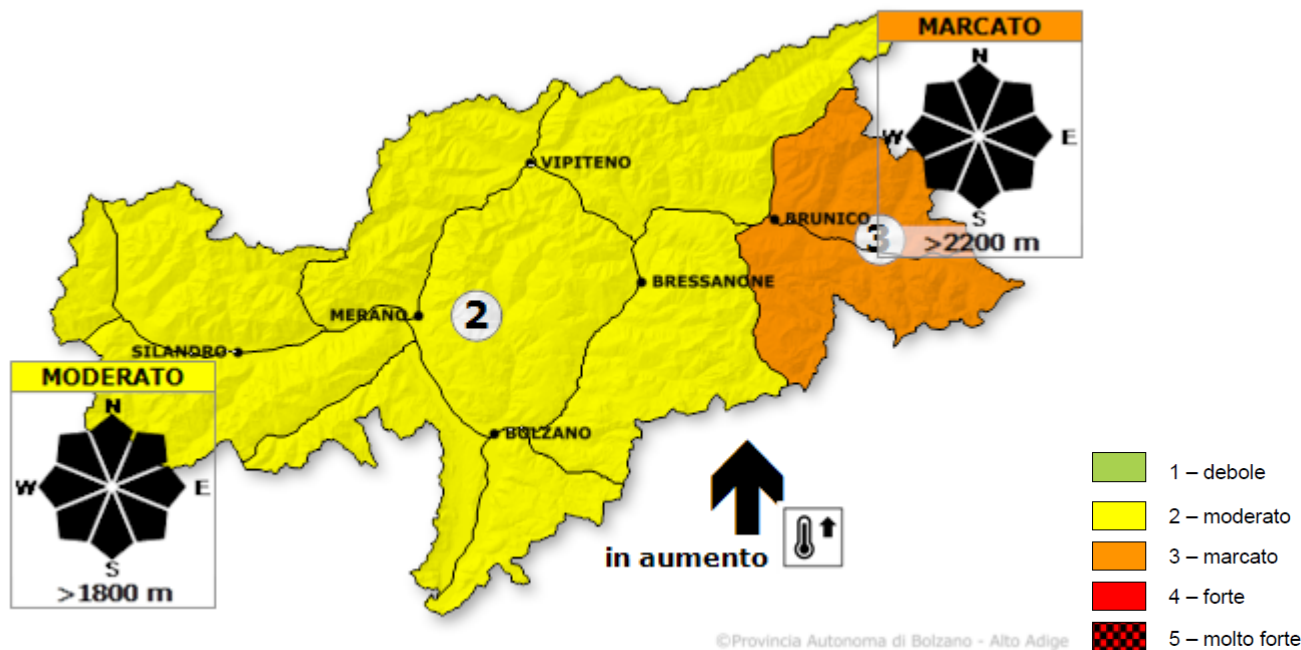 MARCATO
N
W E
S
>2200 m
VIPITENO
BRUNICO
3
BRESSANONE
MERANO
2
SILANDRO
MODERATO
N
W E
S
>1800 m
BOLZANO
in aumento
1 – debole
2 – moderato
3 – marcato
4 – forte
5 – molto forte
©Provincia Autonoma di Bolzano - Alto Adige